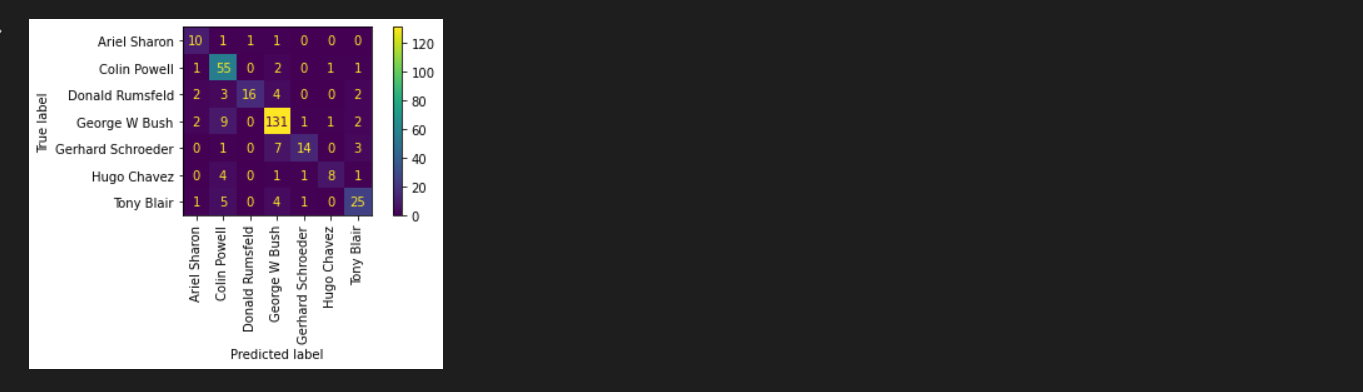 Ariel Sharon 10 1 1 1 0 0 0
Colin Powell 1 55 0 2 0 1 1
Donald Rumsfeld 2 3 16 4 0 0 2
George W Bush 2 9 0 131 1 1 2
Gerhard Schroeder 0 1 0 7 14 0 3
Hugo Chavez 0 4 0 1 1 8 1
Tony Blair 1 5 0 4 1 0 25
True label
Ariel Sharon
Colin Powell
Donald Rumsfeld
George W Bush
Gerhard Schroeder
Hugo Chavez
Tony Blair
Predicted label
120
100
80
60
40
20
0